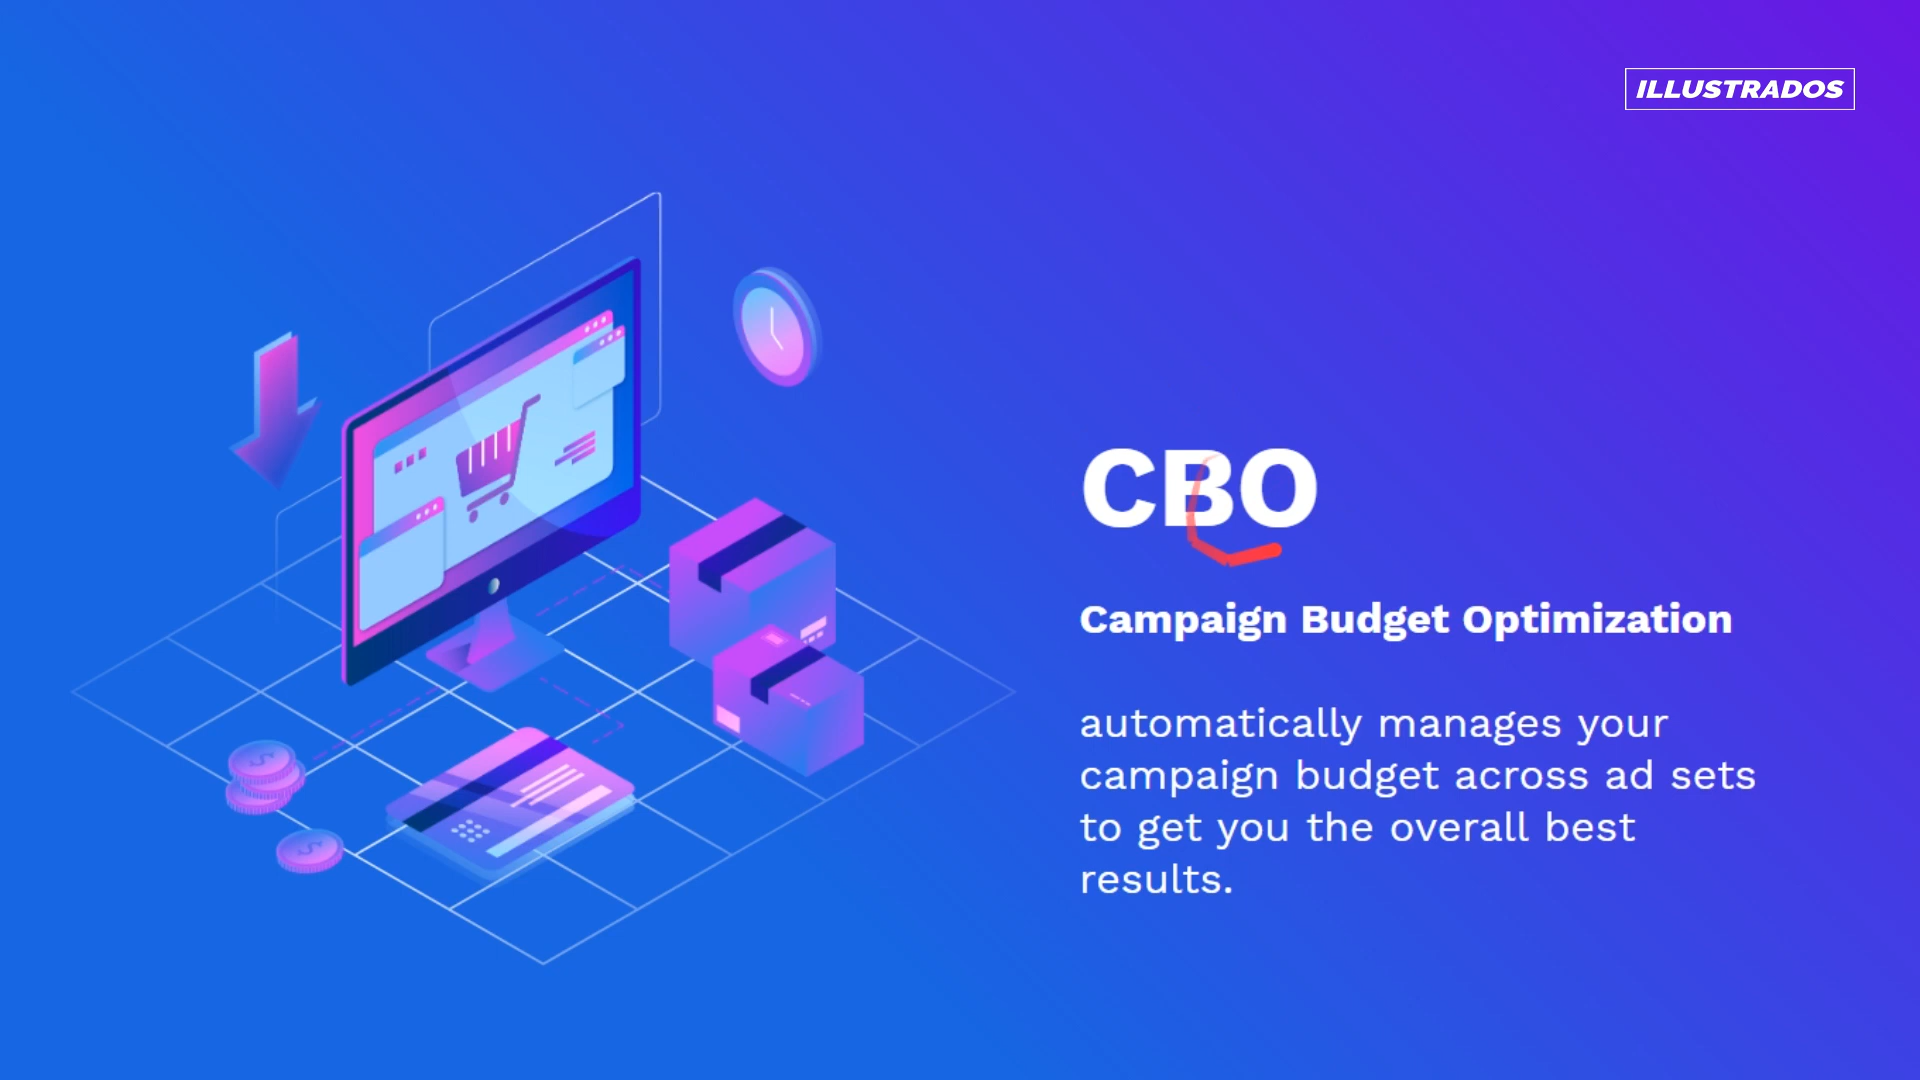 ILLUSTRADOS
CBO
Campaign Budget Optimization
automatically manages your
campaign budget across ad sets
to get you the overall best
results.